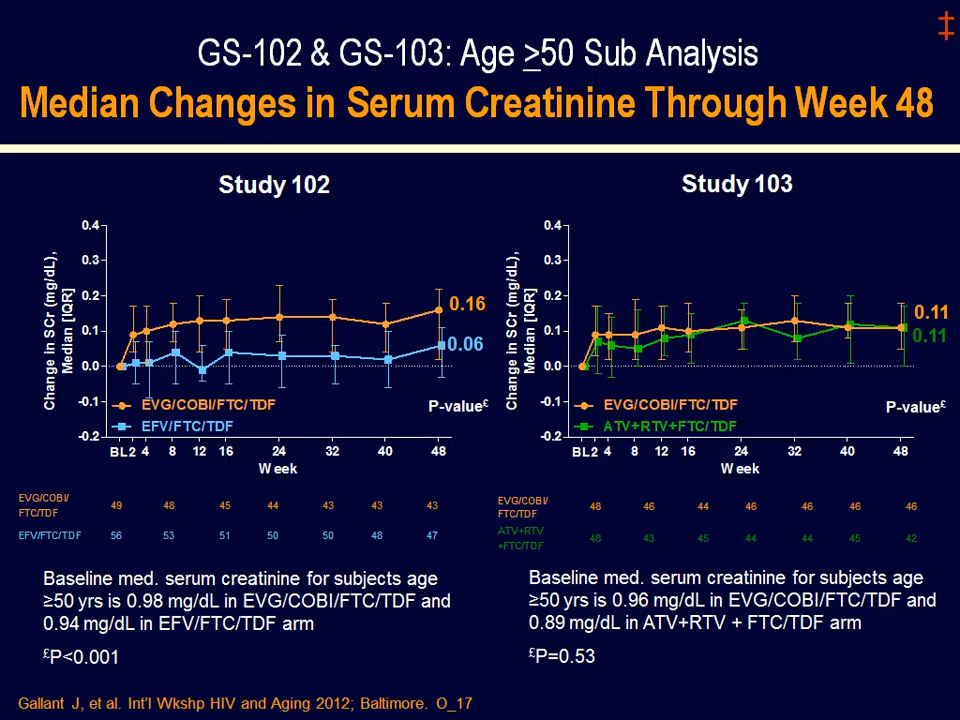 ‡
GS-102 & GS-103: Age ≥50 Sub Analysis
Median Changes in Serum Creatinine Through Week 48
Study 102
Change in SCr (mg/dL),
Median [IQR]
0.4
0.3
0.2
0.1
0.0
-0.1
-0.2
0.16
0.06
EVG/COBI/FTC/TDF
EFV/FTC/TDF
P-value£
BL 2 4 8 12 16 24 32 40 48
Week
EVG/COBI/
FTC/TDF
49 48 45 44 43 43 43
EFV/FTC/TDF 56 53 51 50 50 48 47
Baseline med. serum creatinine for subjects age
≥50 yrs is 0.98 mg/dL in EVG/COBI/FTC/TDF and
0.94 mg/dL in EFV/FTC/TDF arm
£P<0.001
Study 103
Change in SCr (mg/dL),
Median [IQR]
0.4
0.3
0.2
0.1
0.0
-0.1
-0.2
0.11
0.11
EVG/COBI/FTC/TDF
ATV+RTV+FTC/TDF
P-value£
BL 2 4 8 12 16 24 32 40 48
Week
EVG/COBI/
FTC/TDF
48 46 44 46 46 46 46
ATV+RTV
+FTC/TDF
48 43 45 44 44 45 42
Baseline med. serum creatinine for subjects age
≥50 yrs is 0.96 mg/dL in EVG/COBI/FTC/TDF and
0.89 mg/dL in ATV+RTV + FTC/TDF arm
£P=0.53
Gallant J, et al. Int'l Wkshp HIV and Aging 2012; Baltimore. O_17